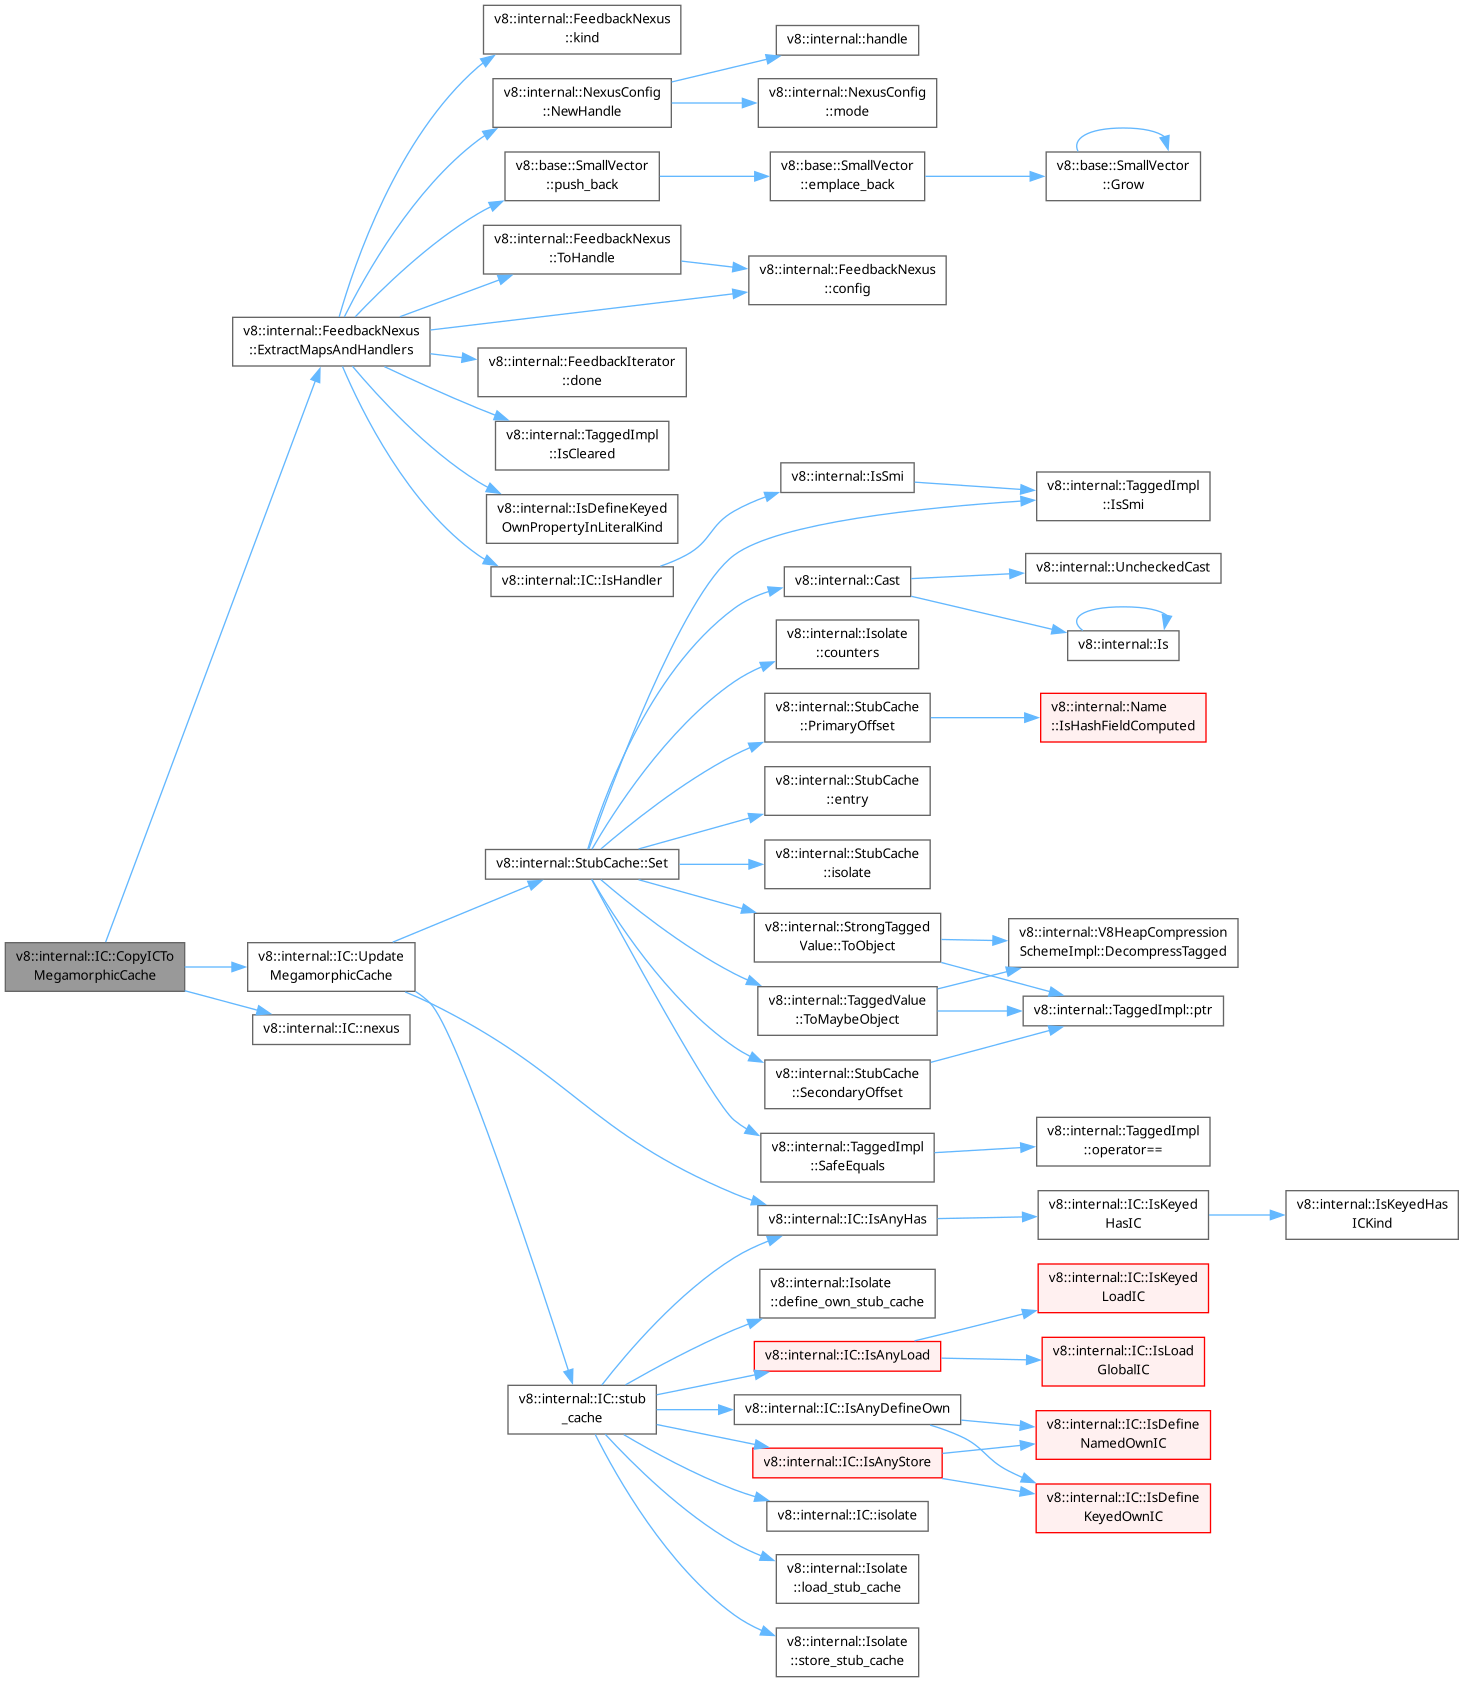 v8::internal::IC::CopyICTo
MegamorphicCache
v8::internal::FeedbackNexus
::ExtractMapsAndHandlers
v8::internal::IC::Update
MegamorphicCache
v8::internal::IC::nexus
v8::internal::FeedbackNexus
::kind
v8::internal::NexusConfig
::NewHandle
v8::base::SmallVector
::push_back
v8::internal::FeedbackNexus
::ToHandle
v8::internal::FeedbackIterator
::done
v8::internal::TaggedImpl
::IsCleared
v8::internal::IsDefineKeyed
OwnPropertyInLiteralKind
v8::internal::IC::IsHandler
v8::internal::StubCache::Set
v8::internal::IC::stub
_cache
v8::internal::handle
v8::internal::NexusConfig
::mode
v8::base::SmallVector
::emplace_back
v8::internal::FeedbackNexus
::config
v8::internal::IsSmi
v8::internal::Cast
v8::internal::Isolate
::counters
v8::internal::StubCache
::PrimaryOffset
v8::internal::StubCache
::entry
v8::internal::StubCache
::isolate
v8::internal::StrongTagged
Value::ToObject
v8::internal::TaggedValue
::ToMaybeObject
v8::internal::StubCache
::SecondaryOffset
v8::internal::TaggedImpl
::SafeEquals
v8::internal::IC::IsAnyHas
v8::internal::Isolate
::define_own_stub_cache
v8::internal::IC::IsAnyLoad
v8::internal::IC::IsAnyDefineOwn
v8::internal::IC::IsAnyStore
v8::internal::IC::isolate
v8::internal::Isolate
::load_stub_cache
v8::internal::Isolate
::store_stub_cache
v8::base::SmallVector
::Grow
v8::internal::TaggedImpl
::IsSmi
v8::internal::UncheckedCast
v8::internal::Is
v8::internal::Name
::IsHashFieldComputed
v8::internal::V8HeapCompression
SchemeImpl::DecompressTagged
v8::internal::TaggedImpl::ptr
v8::internal::TaggedImpl
::operator==
v8::internal::IC::IsKeyed
HasIC
v8::internal::IC::IsKeyed
LoadIC
v8::internal::IC::IsLoad
GlobalIC
v8::internal::IC::IsDefine
NamedOwnIC
v8::internal::IC::IsDefine
KeyedOwnIC
v8::internal::IsKeyedHas
ICKind